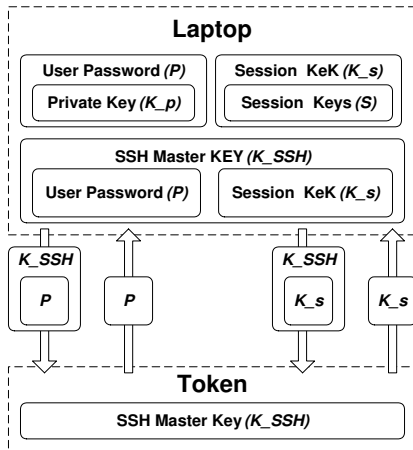 Laptop
User Password (P)
Private Key (K_p)
Session KeK (K_s)
Session Keys (S)
SSH Master KEY (K_SSH)
User Password (P)
Session KeK (K_s)
K_SSH
P
P
K_SSH
K_s
K_s
Token
SSH Master Key (K_SSH)